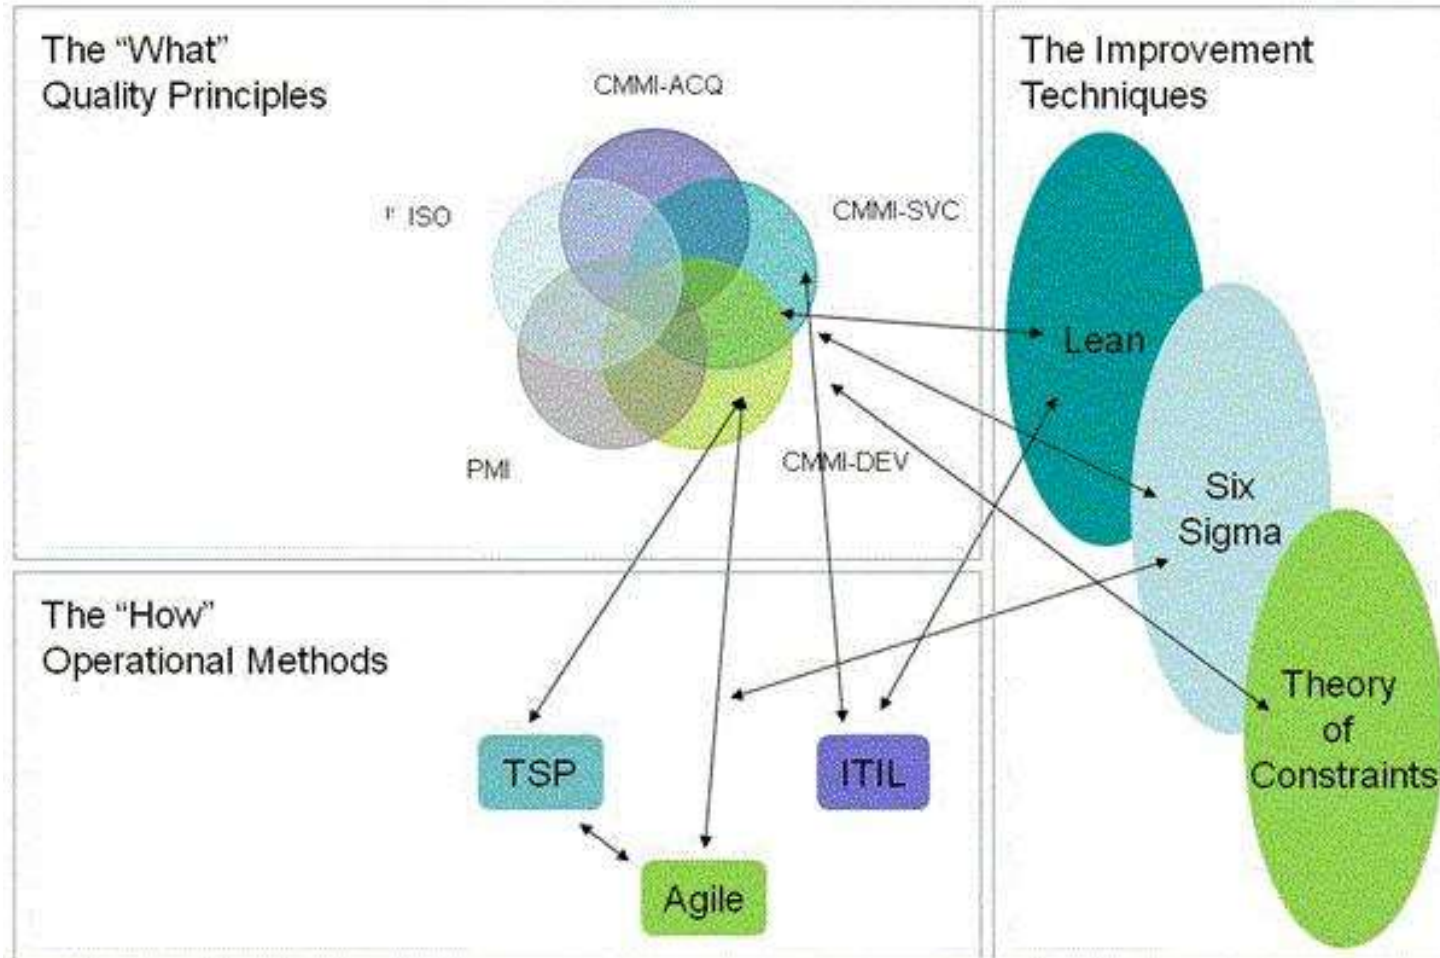 The “What”
Quality Principles
CMMI-ACQ
ISO
CMMI-SVC
PMI
CMMI-DEV
The Improvement
Techniques
Lean
Six
Sigma
Theory
of
Constraints
The “How”
Operational Methods
TSP
ITIL
Agile